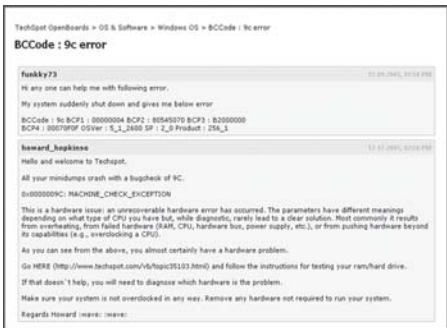 TechSpot OpenBoards > OS & Software > Windows OS > BCCode : 9c error
BCCode : 9c error
funkky73
Hi any one can help me with following error.
My system suddenly shut down and gives me below error
BCCode : 9c BCP1 : 00000004 BCP2 : 80545070 BCP3 : B2000000
BCP4 : 00070F0F OSVer : 5_1_2600 SP : 2_0 Product : 256_1
howard_hopkinso
Hello and welcome to Techspot.
All your minidumps crash with a bugcheck of 9C.
0x0000009C: MACHINE_CHECK_EXCEPTION
This is a hardware issue: an unrecoverable hardware error has occurred. The parameters have different meanings
depending on what type of CPU you have but, while diagnostic, rarely lead to a clear solution. Most commonly it results
from overheating, from failed hardware (RAM, CPU, hardware bus, power supply, etc.), or from pushing hardware beyond
its capabilities (e.g., overclocking a CPU).
As you can see from the above, you almost certainly have a hardware problem.
Go HERE (http://www.techspot.com/vb/topic35103.html) and follow the instructions for testing your ram/hard drive.
If that doesn`t help, you will need to diagnose which hardware is the problem.
Make sure your system is not overclocked in any way. Remove any hardware not required to run your system.
Regards Howard :wave: :wave: